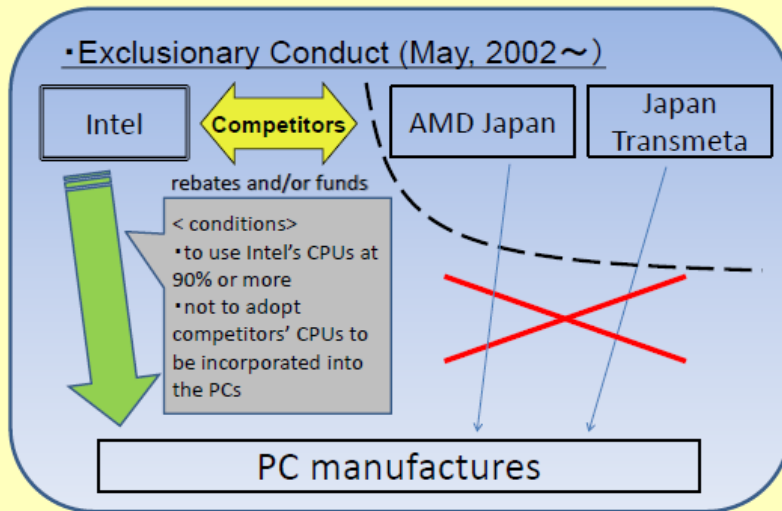 ・Exclusionary Conduct (May, 2002～)
Intel
Competitors
AMD Japan
Japan
Transmeta
rebates and/or funds
< conditions>
・to use Intel's CPUs at
90% or more
・not to adopt
competitors' CPUs to
be incorporated into
the PCs
PC manufactures